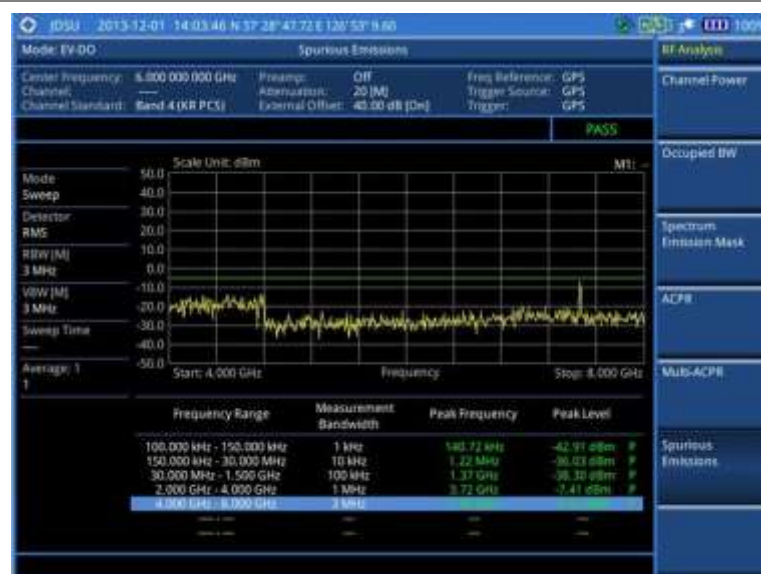 JDSU 2013-12-01 14:03:46 N 37° 28' 47.72 E 126° 53" 9.60 100%
Mode: EV-DO Spurious Emissions RF Analysis
Center Frequency: 6.000 000 000 GHz Preamp: Off Freq Reference: GPS
Channel: ---- Attenuation: 20 [M] Trigger Source: GPS
Channel Standard: Band 4 (KR PCS) External Offset: 40.00 dB [On] Trigger: GPS
PASS
Scale Unit: dBm M1: --
50.0
40.0
30.0
20.0
10.0
0.0
-10.0
-20.0
-30.0
-40.0
-50.0
Start: 4.000 GHz Frequency Stop: 8.000 GHz
Mode
Sweep
Detector
RMS
RBW [M]
3 MHz
VBW [M]
3 MHz
Sweep Time
----
Average: 1
1
Frequency Range Measurement Bandwidth Peak Frequency Peak Level
100.000 kHz - 150.000 kHz 1 kHz 140.72 kHz -42.91 dBm P
150.000 kHz - 30.000 MHz 10 kHz 1.22 MHz -36.03 dBm P
30.000 MHz - 1.500 GHz 100 kHz 1.37 GHz -38.30 dBm P
2.000 GHz - 4.000 GHz 1 MHz 3.72 GHz -7.41 dBm P
4.000 GHz - 8.000 GHz 3 MHz
---- - ---- --- --- ---
---- - ---- --- --- ---
Channel Power
Occupied BW
Spectrum
Emission Mask
ACPR
Multi-ACPR
Spurious
Emissions